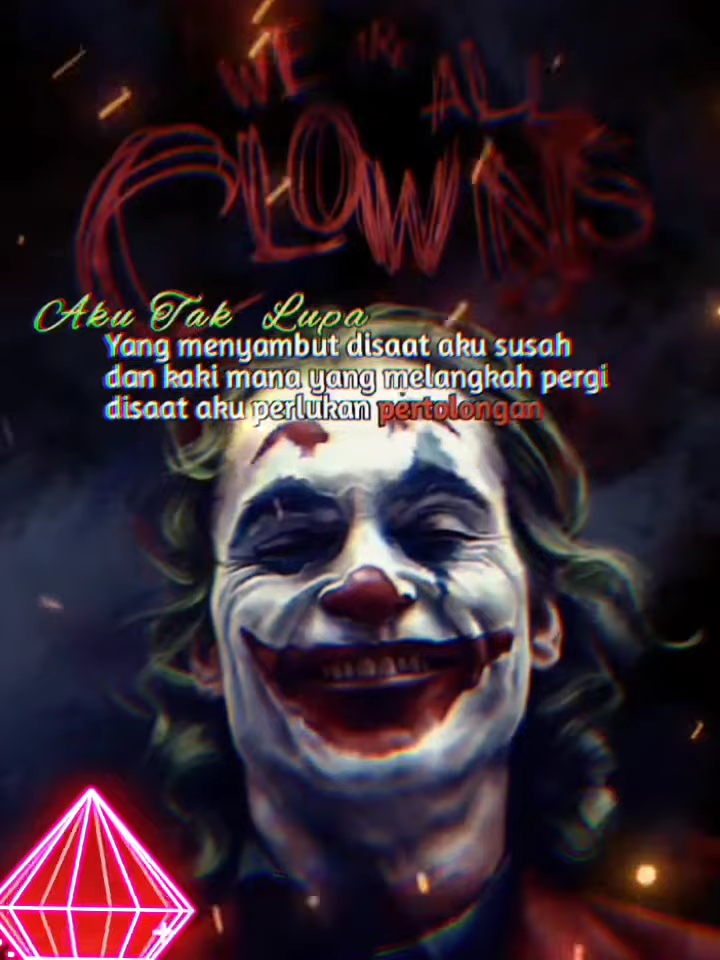 WE ARE ALL
CLOWNS
Aku Tak Lupa
Yang menyambut disaat aku susah
dan kaki mana yang melangkah pergi
disaat aku perlukan pertolongan